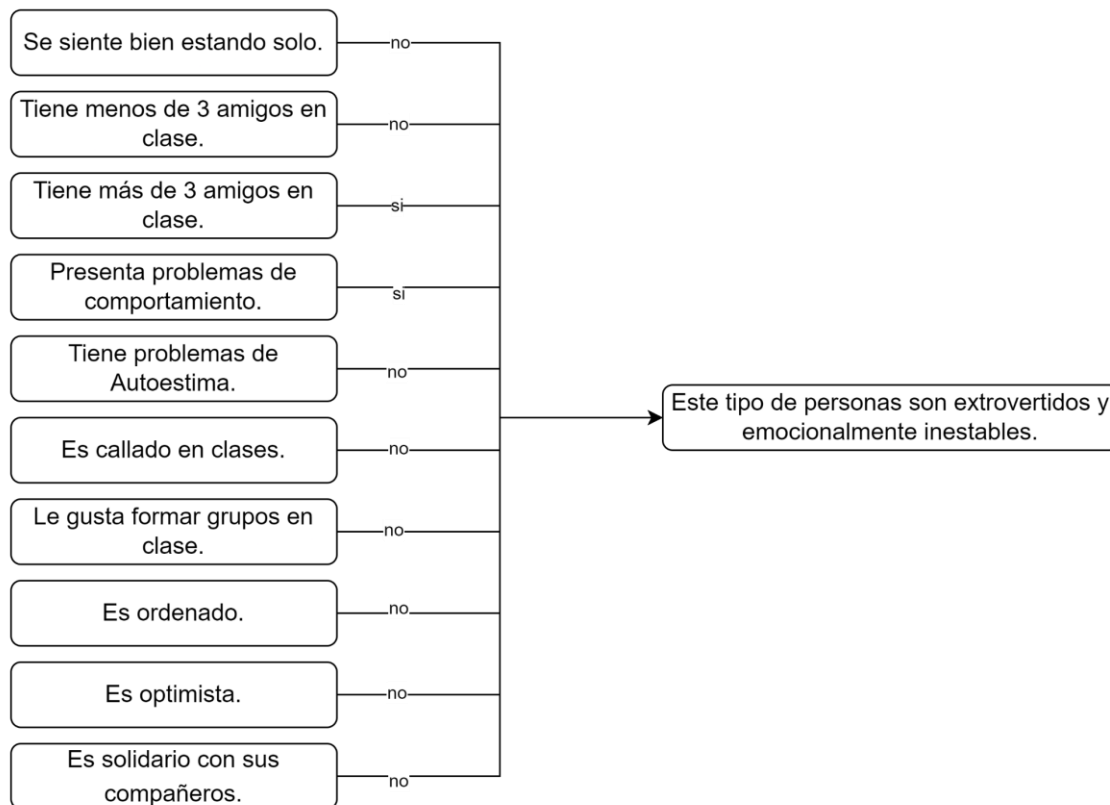 Se siente bien estando solo.
no
Tiene menos de 3 amigos en
clase.
no
Tiene más de 3 amigos en
clase.
si
Presenta problemas de
comportamiento.
si
Tiene problemas de
Autoestima.
no
Es callado en clases.
no
Le gusta formar grupos en
clase.
no
Es ordenado.
no
Es optimista.
no
Es solidario con sus
compañeros.
no
Este tipo de personas son extrovertidos y
emocionalmente inestables.